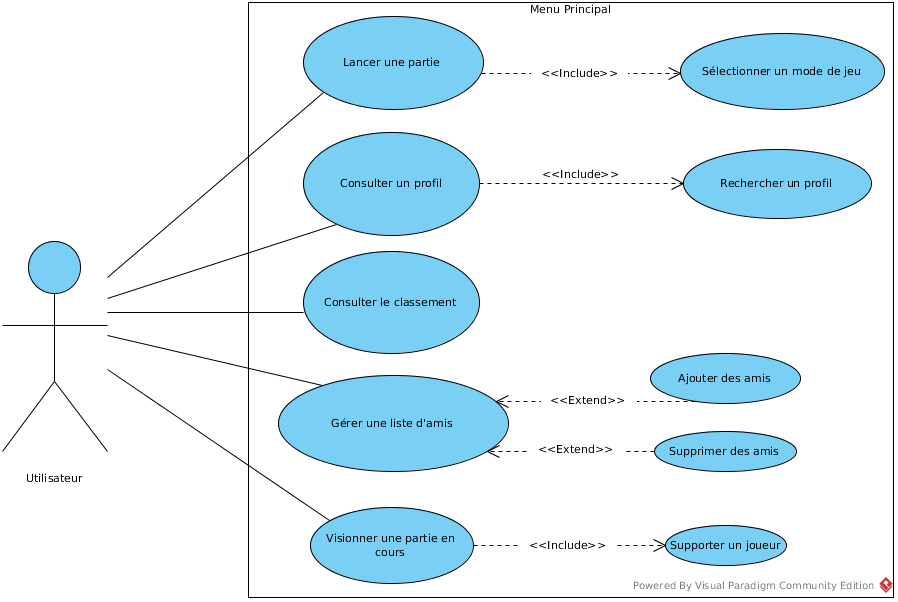 Menu Principal
Lancer une partie
<<Include>>
Sélectionner un mode de jeu
Consulter un profil
<<Include>>
Rechercher un profil
Consulter le classement
Ajouter des amis
<<Extend>>
Gérer une liste d'amis
<<Extend>>
Supprimer des amis
Utilisateur
Visionner une partie en
cours
<<Include>>
Supporter un joueur
Powered By Visual Paradigm Community Edition